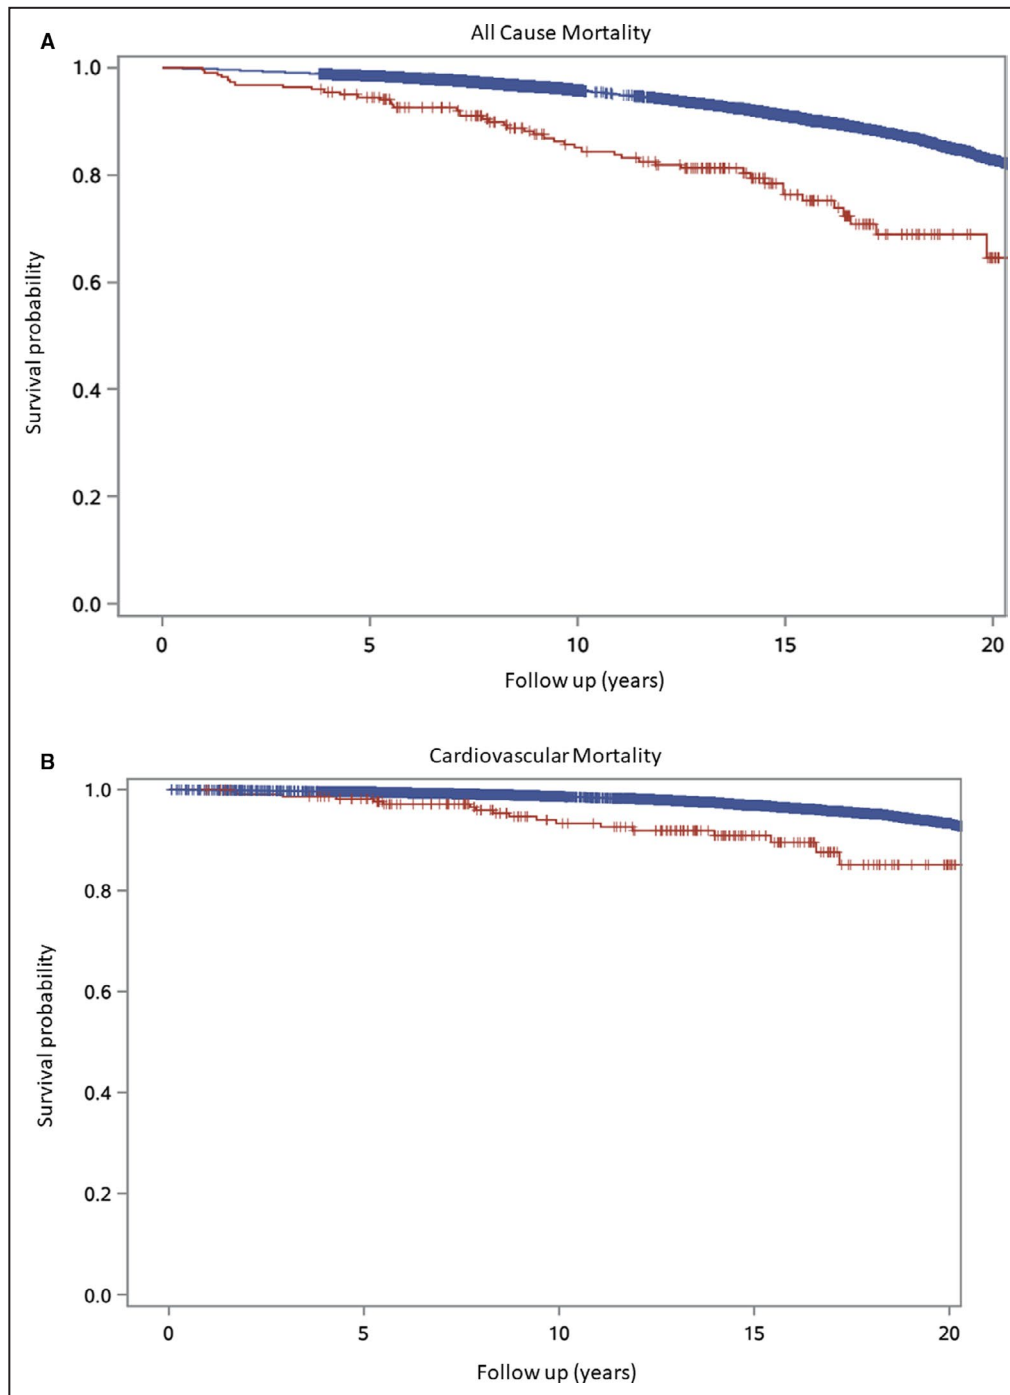 A
All Cause Mortality
1.0
0.8
0.6
0.4
0.2
0.0
Survival probability
0 5 10 15 20
Follow up (years)
B
Cardiovascular Mortality
1.0
0.8
0.6
0.4
0.2
0.0
Survival probability
0 5 10 15 20
Follow up (years)